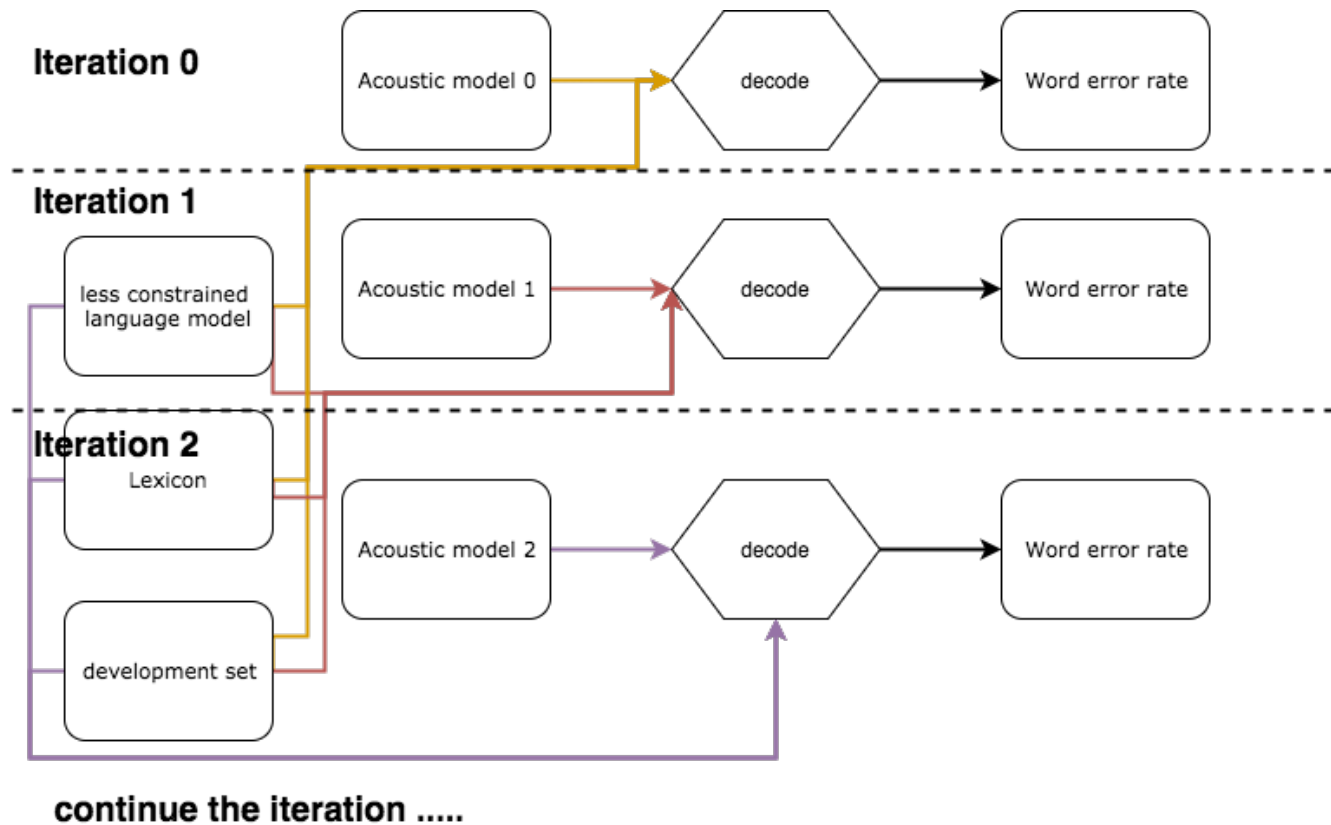 Iteration 0
Acoustic model 0
decode
Word error rate
Iteration 1
less constrained
language model
Acoustic model 1
decode
Word error rate
Iteration 2
Lexicon
Acoustic model 2
decode
Word error rate
development set
continue the iteration .....